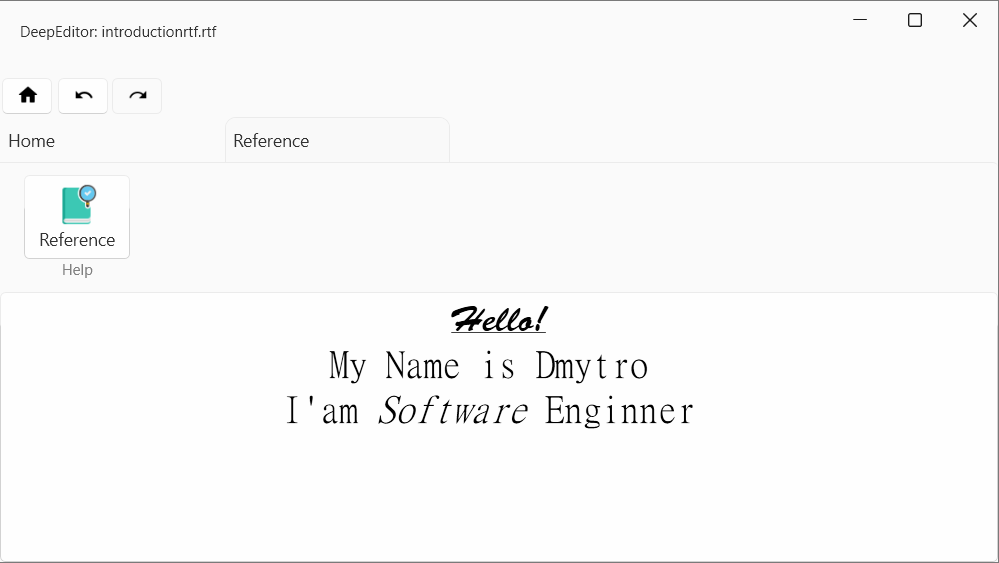 DeepEditor: introductionrtf.rtf
Home
Reference
Reference
Help
Hello!
My Name is Dmytro
I'am Software Enginner